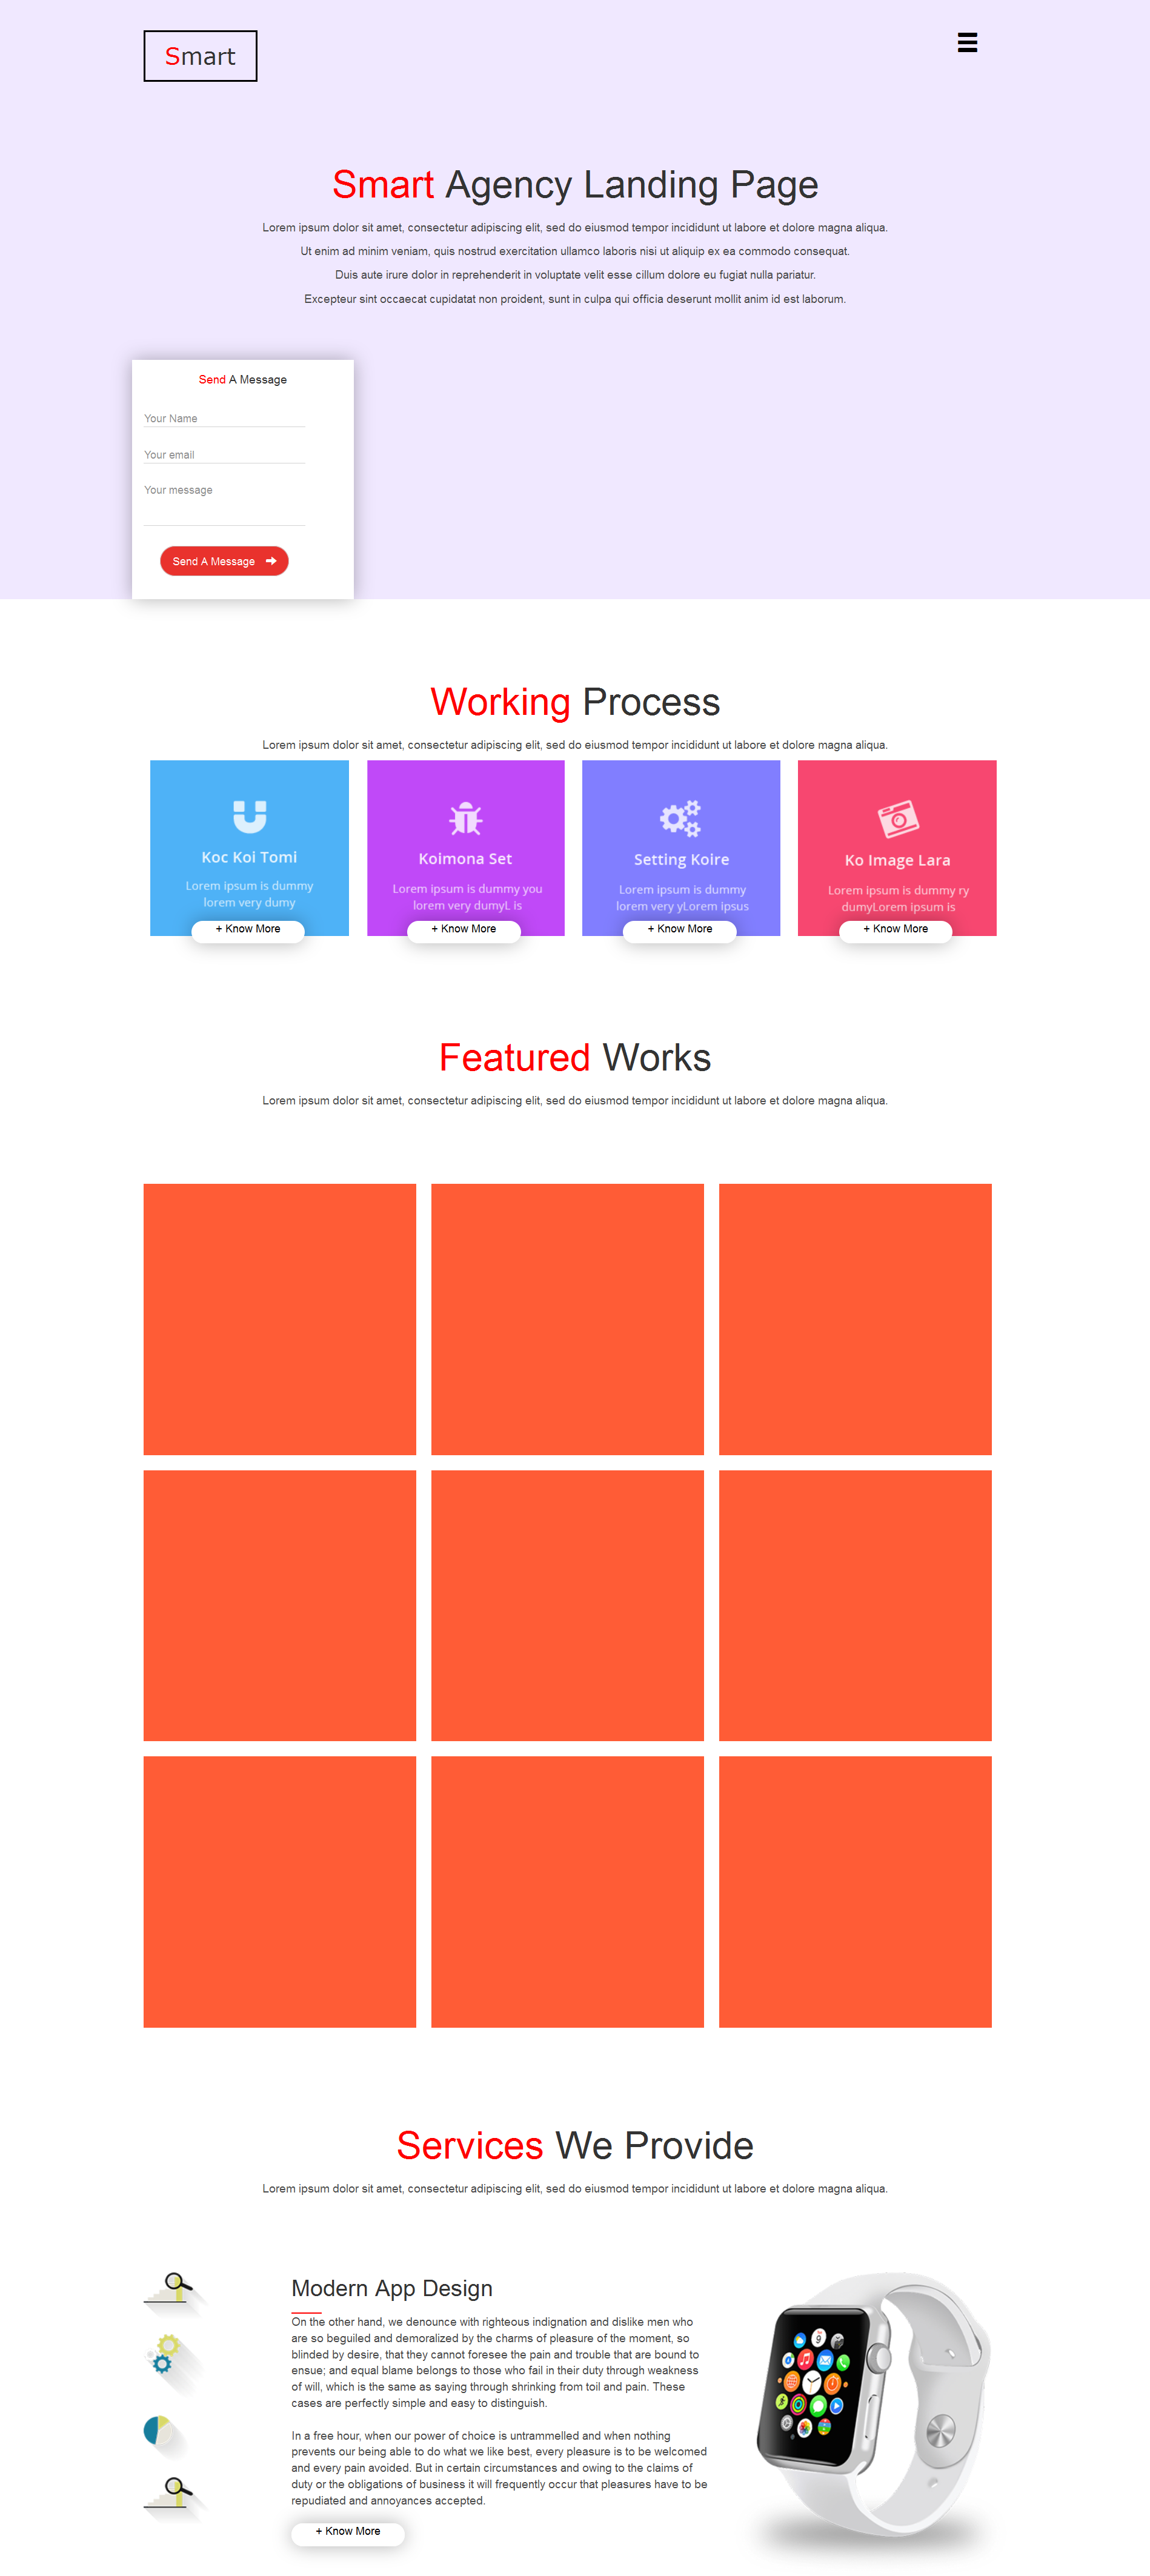 Smart
Smart Agency Landing Page
Lorem ipsum dolor sit amet, consectetur adipiscing elit, sed do eiusmod tempor incididunt ut labore et dolore magna aliqua.
Ut enim ad minim veniam, quis nostrud exercitation ullamco laboris nisi ut aliquip ex ea commodo consequat.
Duis aute irure dolor in reprehenderit in voluptate velit esse cillum dolore eu fugiat nulla pariatur.
Excepteur sint occaecat cupidatat non proident, sunt in culpa qui officia deserunt mollit anim id est laborum.
Send A Message
Your Name
Your email
Your message
Send A Message
Working Process
Lorem ipsum dolor sit amet, consectetur adipiscing elit, sed do eiusmod tempor incididunt ut labore et dolore magna aliqua.
Koc Koi Tomi
Lorem ipsum is dummy
lorem very dumy
+ Know More
Koimona Set
Lorem ipsum is dummy you
lorem very dumyL is
+ Know More
Setting Koire
Lorem ipsum is dummy
lorem very yLorem ipsus
+ Know More
Ko Image Lara
Lorem ipsum is dummy ry
dumyLorem ipsum is
+ Know More
Featured Works
Lorem ipsum dolor sit amet, consectetur adipiscing elit, sed do eiusmod tempor incididunt ut labore et dolore magna aliqua.
Services We Provide
Lorem ipsum dolor sit amet, consectetur adipiscing elit, sed do eiusmod tempor incididunt ut labore et dolore magna aliqua.
Modern App Design
On the other hand, we denounce with righteous indignation and dislike men who
are so beguiled and demoralized by the charms of pleasure of the moment, so
blinded by desire, that they cannot foresee the pain and trouble that are bound to
ensue; and equal blame belongs to those who fail in their duty through weakness
of will, which is the same as saying through shrinking from toil and pain. These
cases are perfectly simple and easy to distinguish.
In a free hour, when our power of choice is untrammelled and when nothing
prevents our being able to do what we like best, every pleasure is to be welcomed
and every pain avoided. But in certain circumstances and owing to the claims of
duty or the obligations of business it will frequently occur that pleasures have to be
repudiated and annoyances accepted.
+ Know More
9